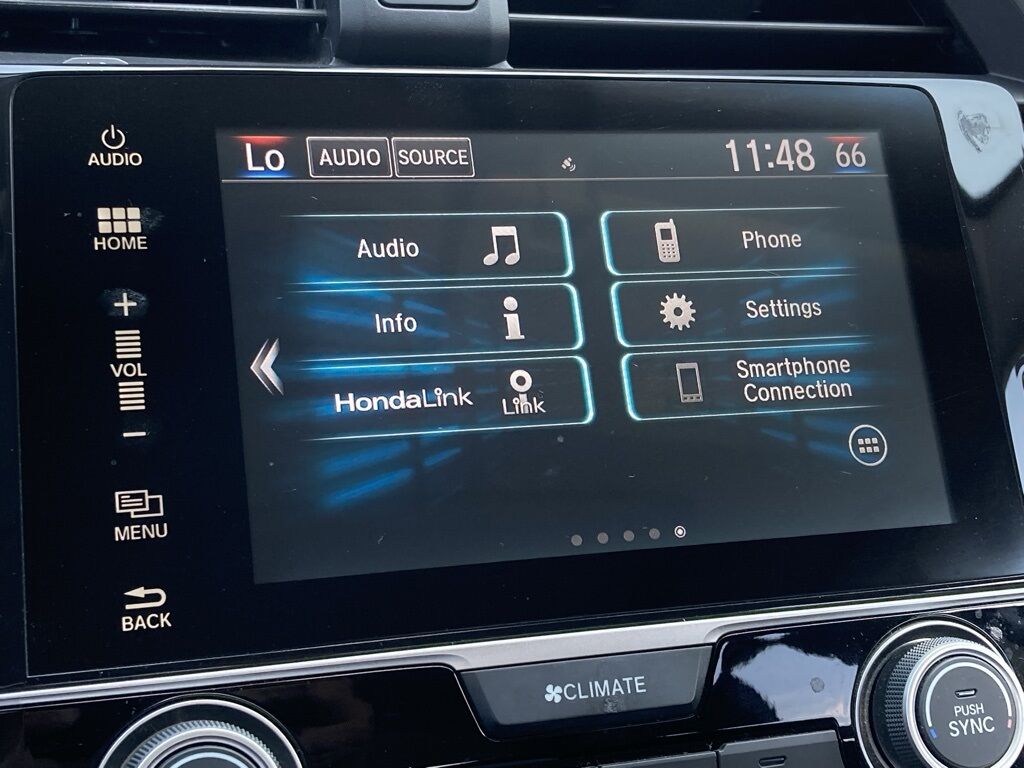 AUDIO
HOME
+
VOL
−
MENU
BACK
Lo AUDIO SOURCE 11:48 66
Audio
Phone
Info
Settings
HondaLink Link
Smartphone
Connection
CLIMATE
PUSH
SYNC